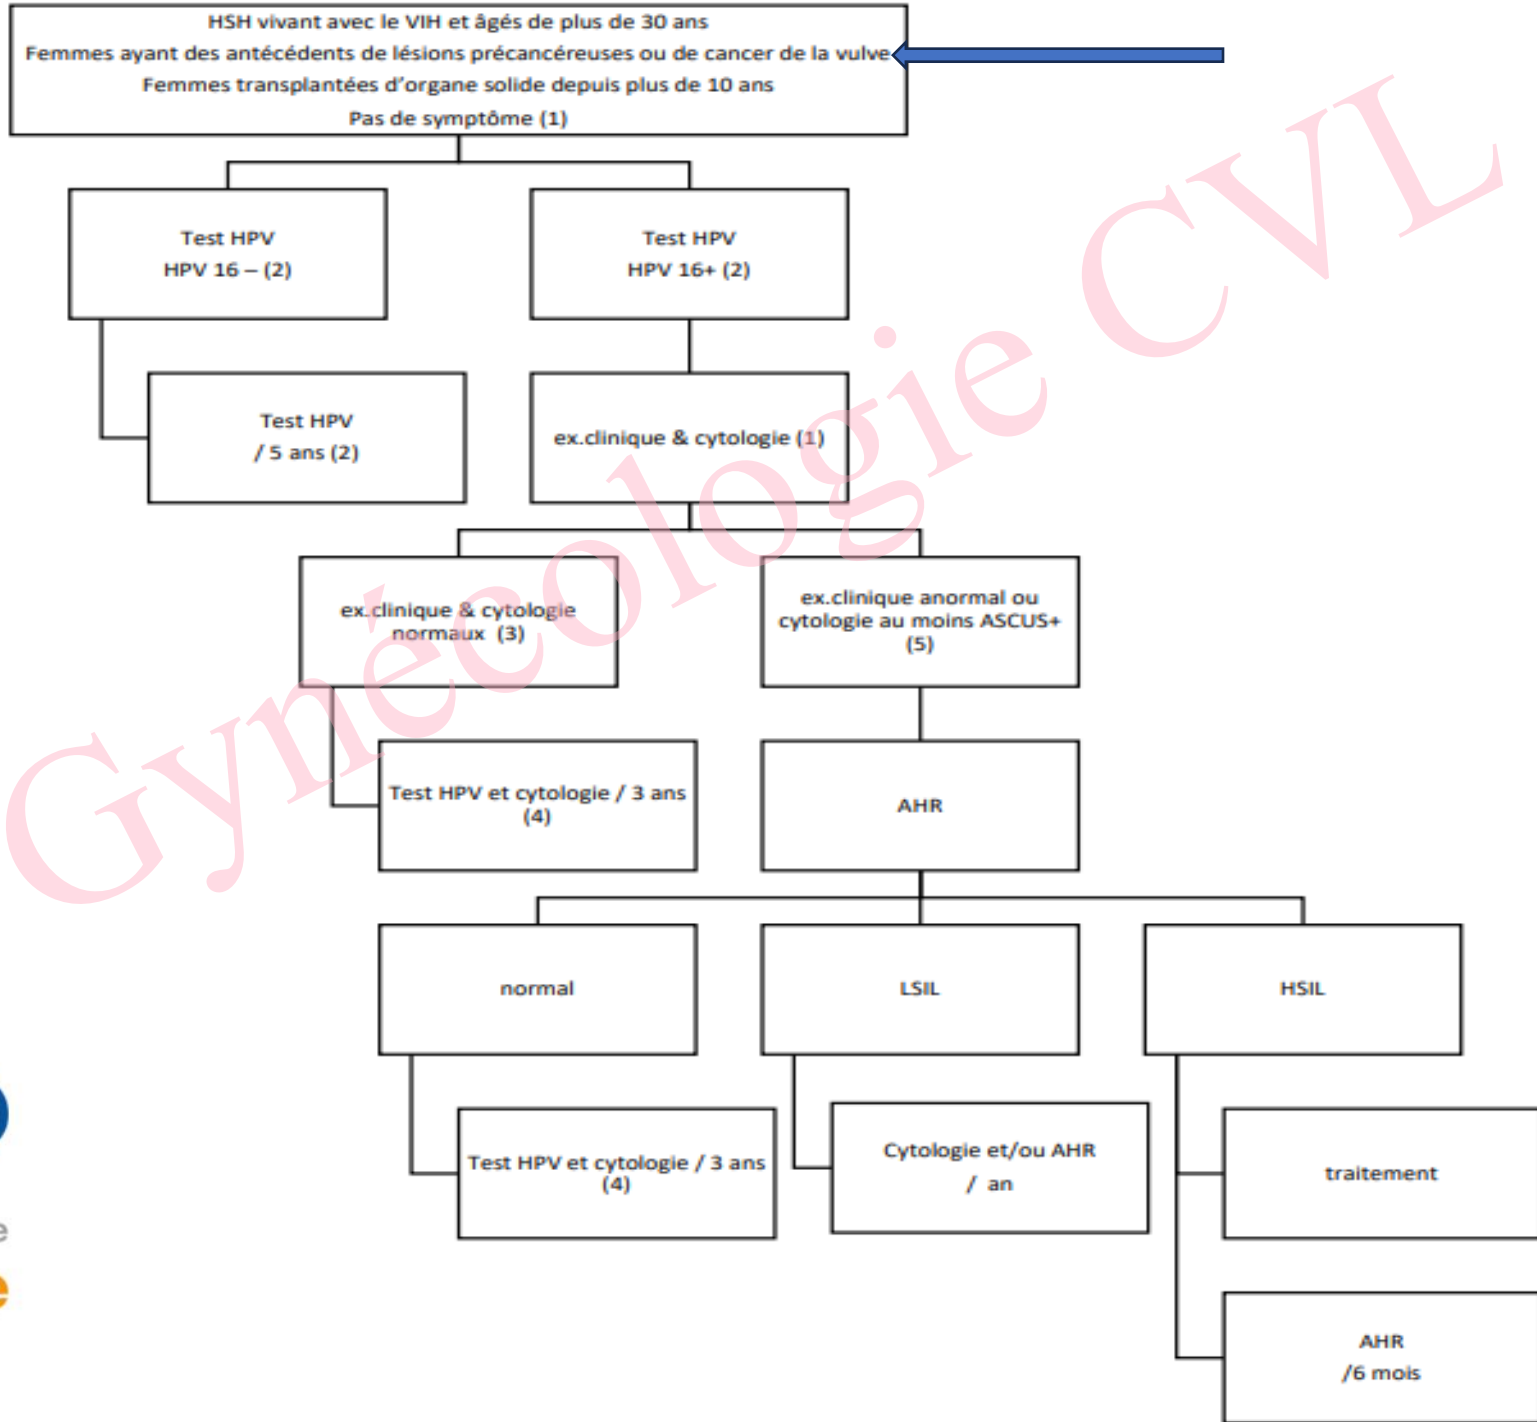 HSH vivant avec le VIH et âgés de plus de 30 ans
Femmes ayant des antécédents de lésions précancéreuses ou de cancer de la vulve
Femmes transplantées d'organe solide depuis plus de 10 ans
Pas de symptôme (1)
Test HPV
HPV 16 – (2)
Test HPV
HPV 16+ (2)
Test HPV
/ 5 ans (2)
ex.clinique & cytologie (1)
ex.clinique & cytologie
normaux (3)
ex.clinique anormal ou
cytologie au moins ASCUS+
(5)
Test HPV et cytologie / 3 ans
(4)
AHR
normal
LSIL
HSIL
Test HPV et cytologie / 3 ans
(4)
Cytologie et/ou AHR
/ an
traitement
AHR
/6 mois
Gynécologie CVL
e
e